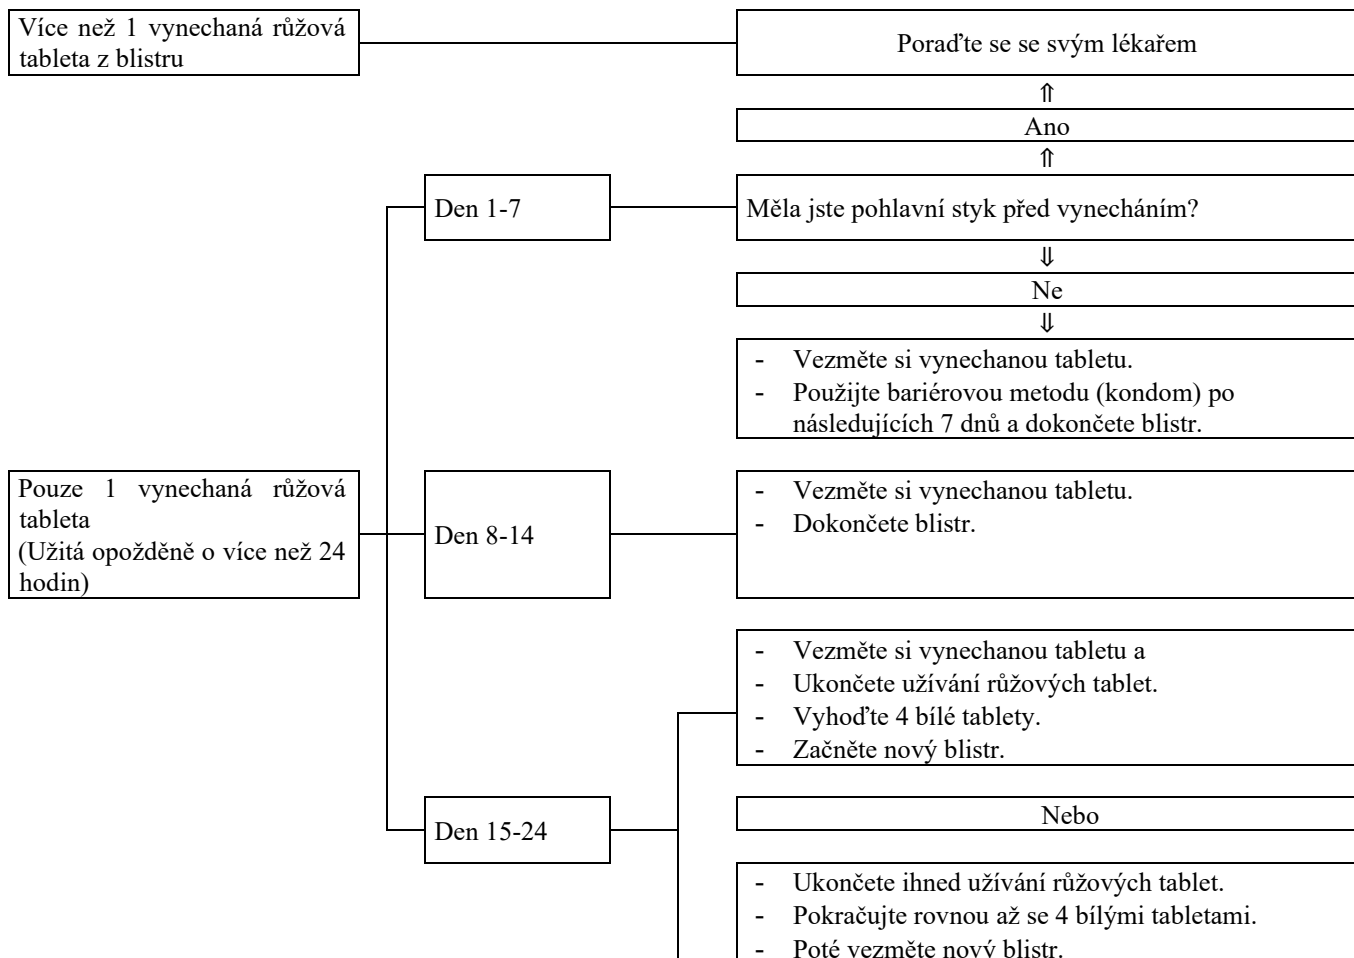 Více než 1 vynechaná růžová
tableta z blistru
Poraďte se se svým lékařem
⇑
Ano
⇑
Den 1-7
Měla jste pohlavní styk před vynecháním?
⇓
Ne
⇓
- Vezměte si vynechanou tabletu.
- Použijte bariérovou metodu (kondom) po
následujících 7 dnů a dokončete blistr.
Pouze 1 vynechaná růžová
tableta
(Užitá opožděně o více než 24
hodin)
Den 8-14
- Vezměte si vynechanou tabletu.
- Dokončete blistr.
- Vezměte si vynechanou tabletu a
- Ukončete užívání růžových tablet.
- Vyhoďte 4 bílé tablety.
- Začněte nový blistr.
Den 15-24
Nebo
- Ukončete ihned užívání růžových tablet.
- Pokračujte rovnou až se 4 bílými tabletami.
- Poté vezměte nový blistr.